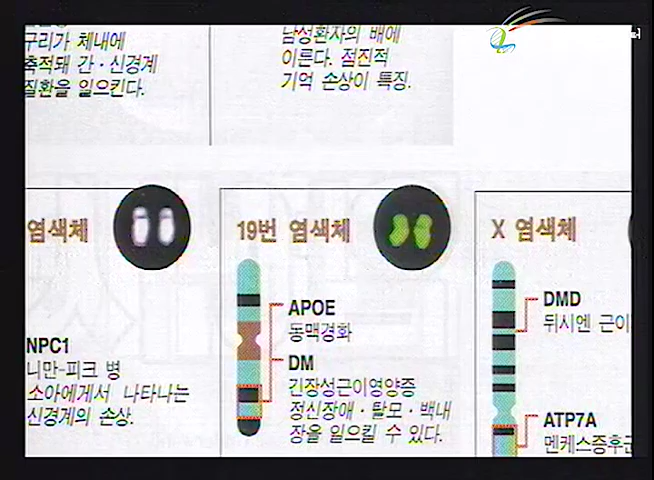 구리가 체내에
축적돼 간·신경계
질환을 일으킨다.
남성환자의 배에
이른다. 점진적
기억 손상이 특징.
염색체
NPC1
니만-피크 병
소아에게서 나타나는
신경계의 손상.
19번 염색체
APOE
동맥경화
DM
긴장성근이영양증
정신장애·탈모·백내
장을 일으킬 수 있다.
X 염색체
DMD
뒤시엔 근이
ATP7A
멘케스증후군